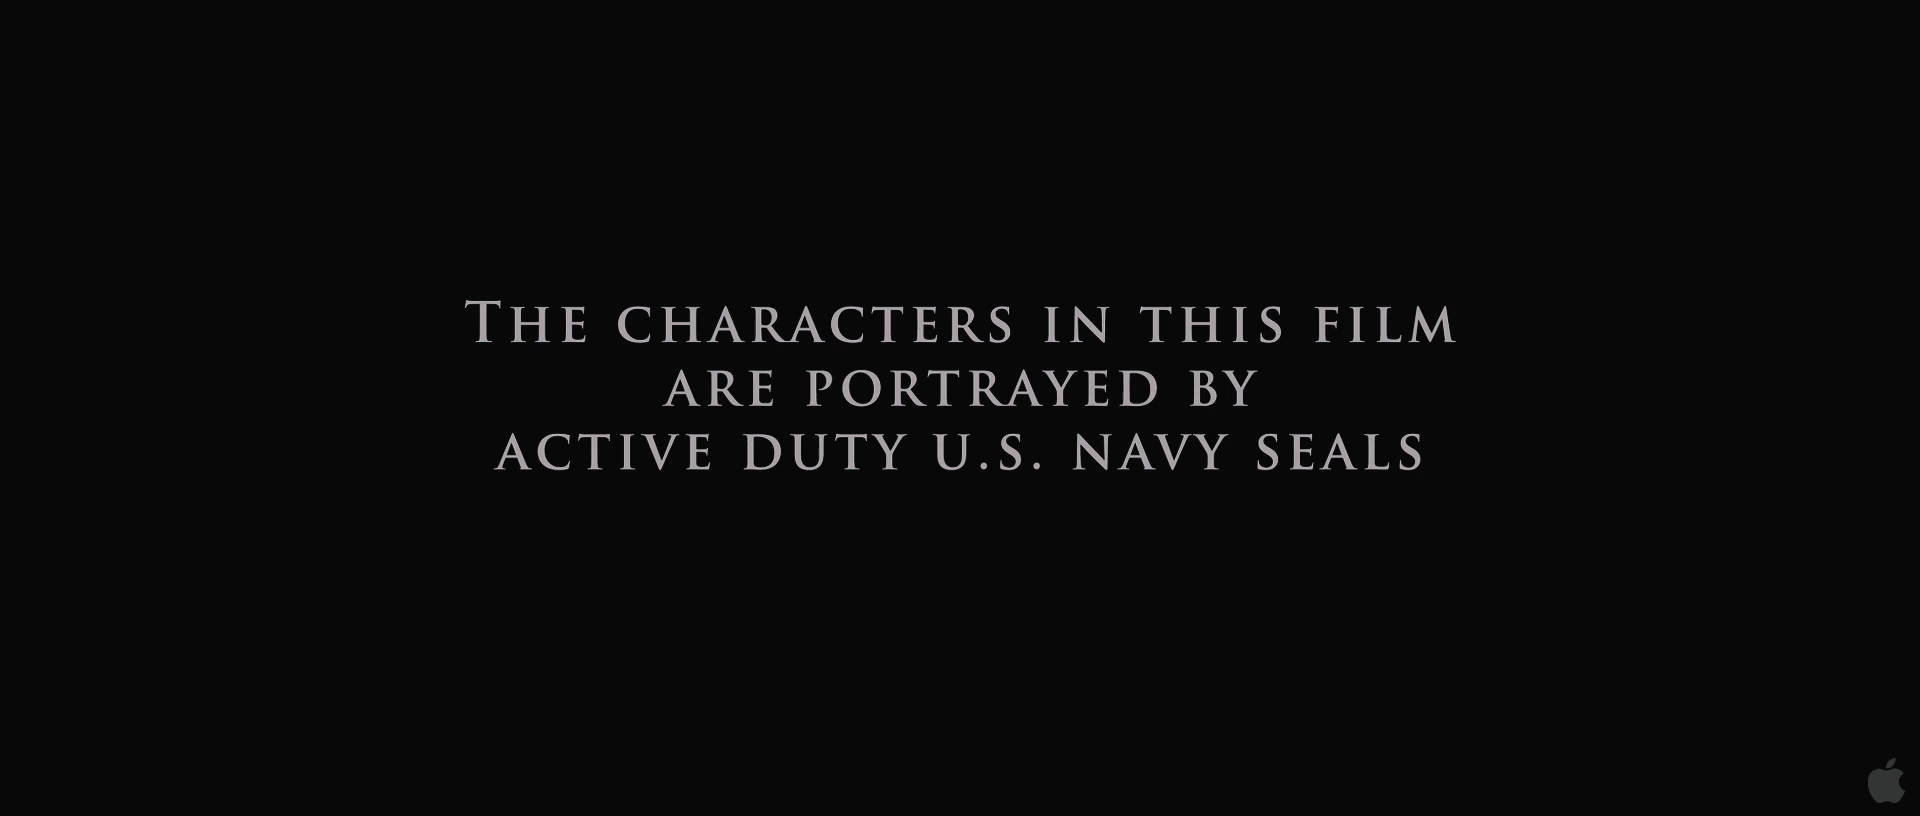 The characters in this film
are portrayed by
active duty U.S. Navy SEALs